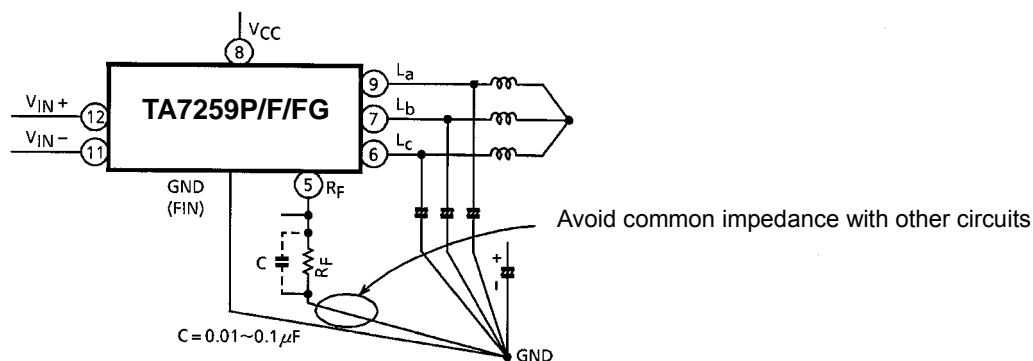 VCC
8
9
La
VIN+
12
TA7259P/F/FG
7
Lb
VIN−
11
6
Lc
GND
(FIN)
5
RF
Avoid common impedance with other circuits
C
RF
+
-
C=0.01~0.1μF
GND